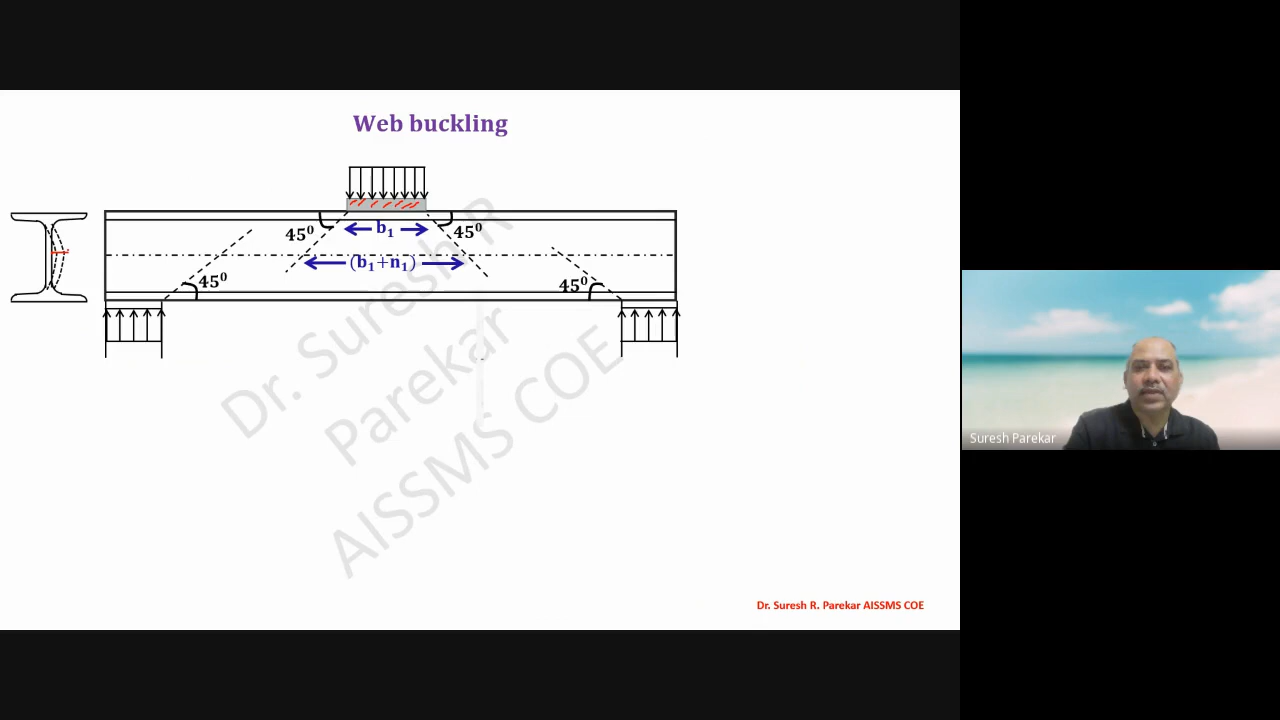 Web buckling
45⁰
b₁
45⁰
(b₁+n₁)
45⁰
45⁰
Dr. Suresh R
Parekar
AISSMS COE
Suresh Parekar
Dr. Suresh R. Parekar AISSMS COE